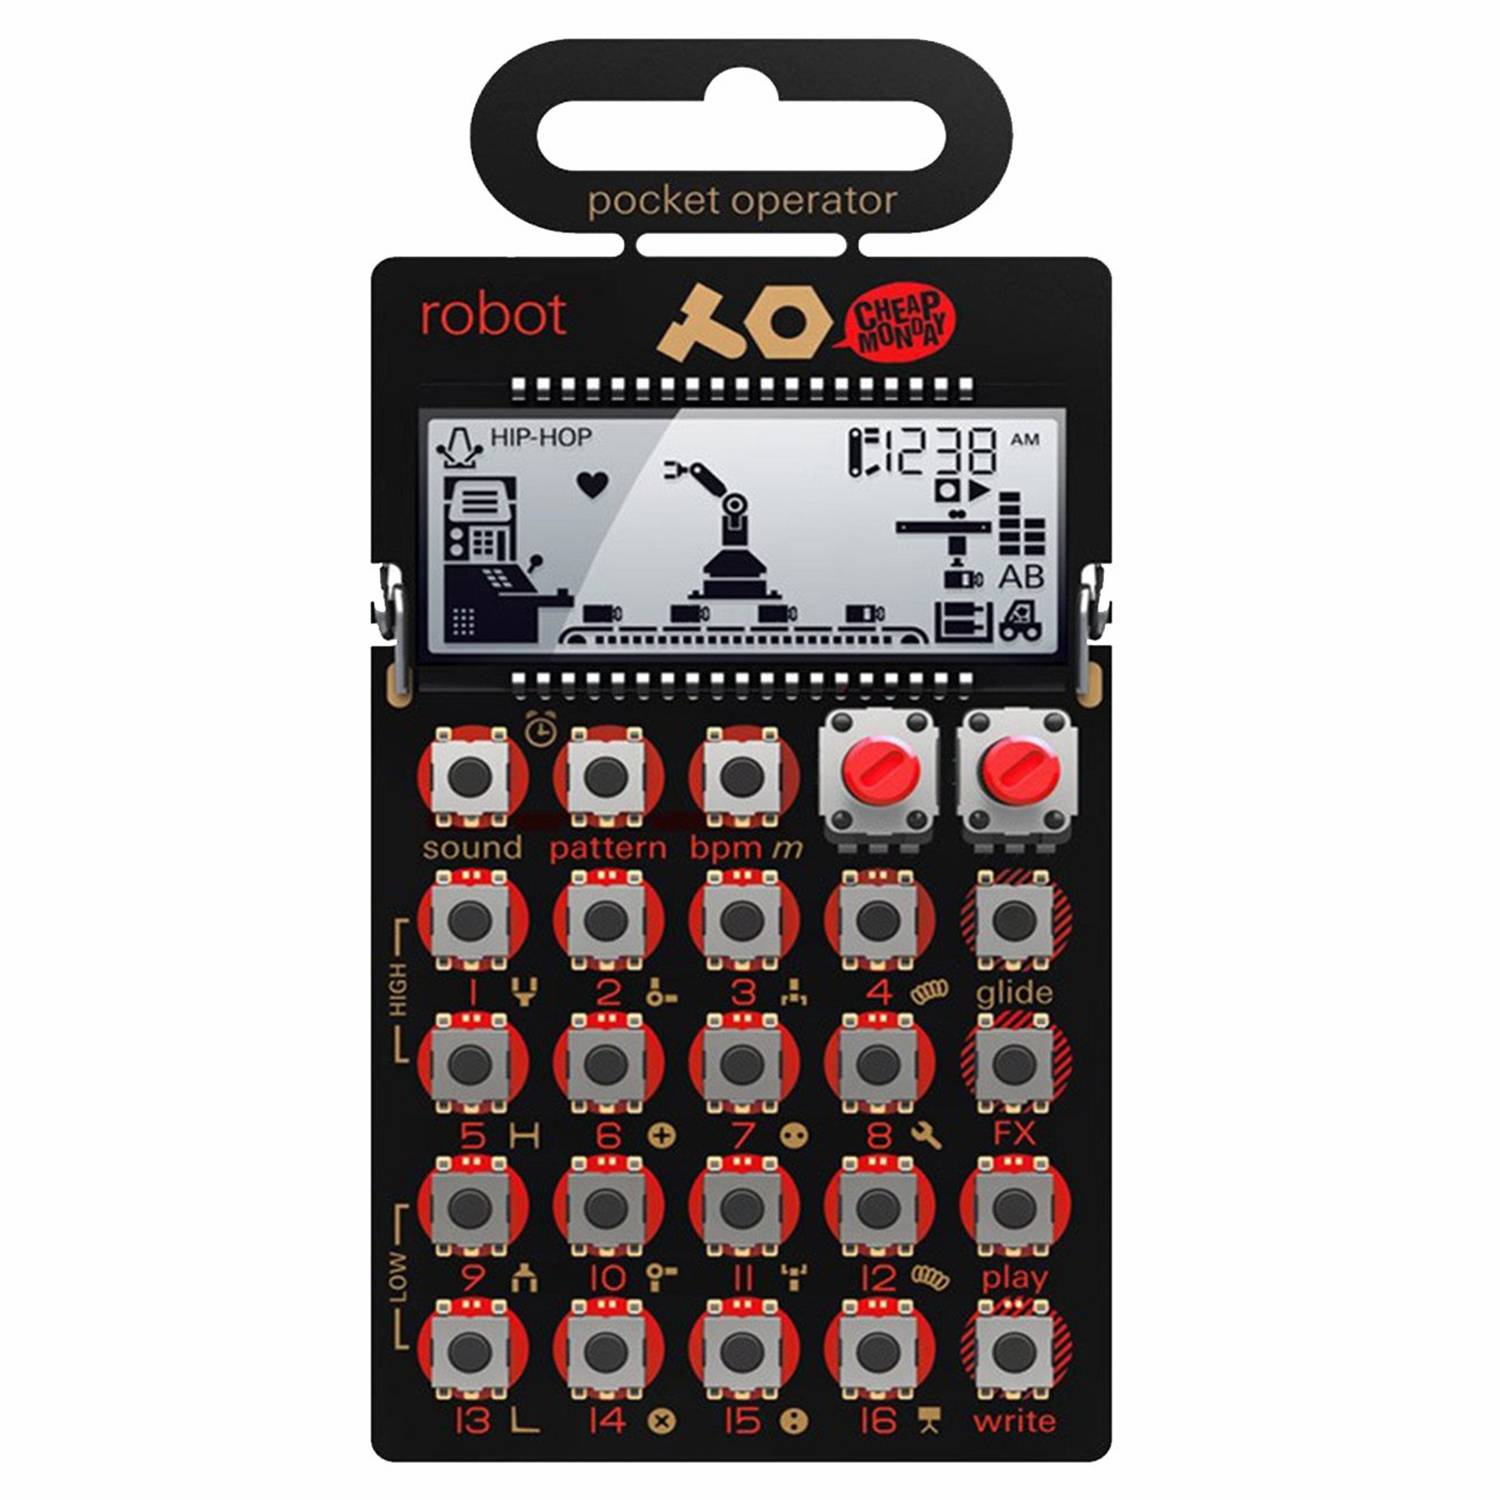 pocket operator
robot
CHEAP
MONDAY
HIP-HOP
1238 AM
AB
sound pattern bpm m
HIGH
1 2 3 4 glide
5 6 7 8 FX
LOW
9 10 11 12 play
13 14 15 16 write